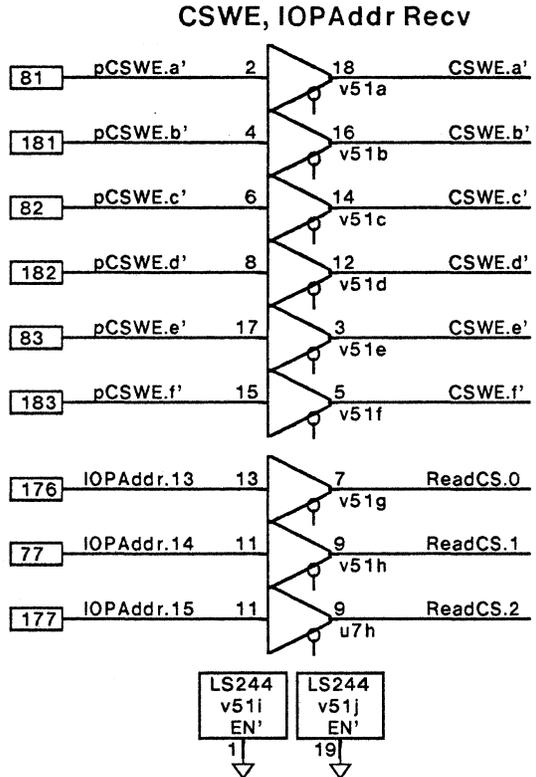 CSWE, IOPAddr Recv
81 pCSWE.a' 2 18 CSWE.a'
v51a
181 pCSWE.b' 4 16 CSWE.b'
v51b
82 pCSWE.c' 6 14 CSWE.c'
v51c
182 pCSWE.d' 8 12 CSWE.d'
v51d
83 pCSWE.e' 17 3 CSWE.e'
v51e
183 pCSWE.f' 15 5 CSWE.f'
v51f
176 IOPAddr.13 13 7 ReadCS.0
v51g
77 IOPAddr.14 11 9 ReadCS.1
v51h
177 IOPAddr.15 11 9 ReadCS.2
u7h
LS244 LS244
v51i v51j
EN' EN'
1 19